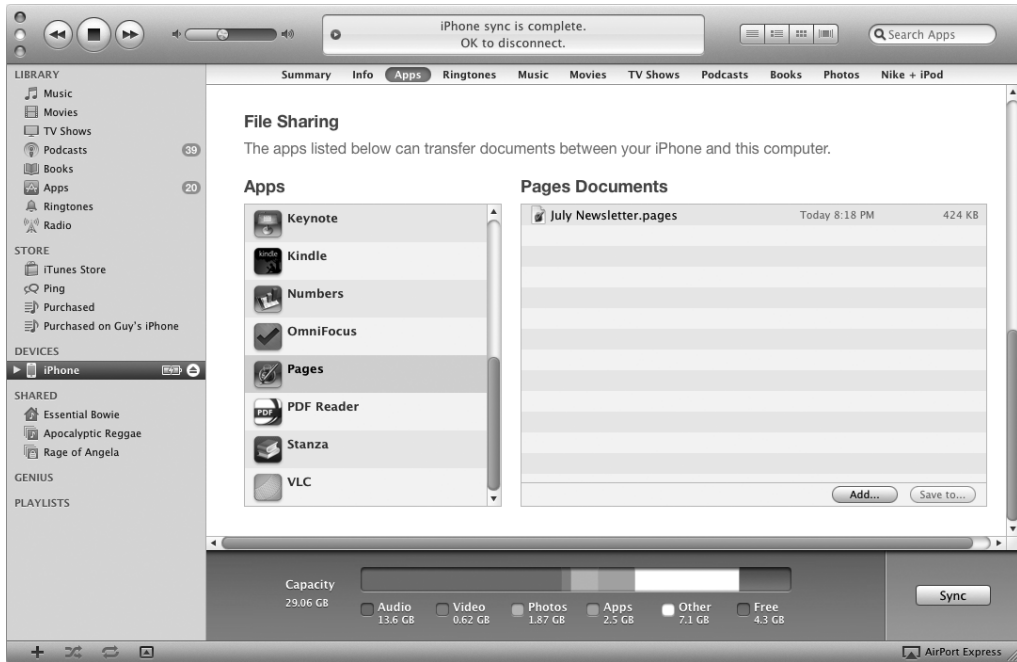 iPhone sync is complete.
OK to disconnect.
Search Apps
LIBRARY
Music
Movies
TV Shows
Podcasts 39
Books
Apps 20
Ringtones
Radio
STORE
iTunes Store
Ping
Purchased
Purchased on Guy's iPhone
DEVICES
iPhone
SHARED
Essential Bowie
Apocalyptic Reggae
Rage of Angela
GENIUS
PLAYLISTS
Summary Info Apps Ringtones Music Movies TV Shows Podcasts Books Photos Nike + iPod
File Sharing
The apps listed below can transfer documents between your iPhone and this computer.
Apps
Keynote
kindle
Kindle
Numbers
OmniFocus
Pages
PDF
PDF Reader
Stanza
VLC
Pages Documents
July Newsletter.pages Today 8:18 PM 424 KB
Add... Save to...
Capacity
29.06 GB
Audio
13.6 GB
Video
0.62 GB
Photos
1.87 GB
Apps
2.5 GB
Other
7.1 GB
Free
4.3 GB
Sync
AirPort Express